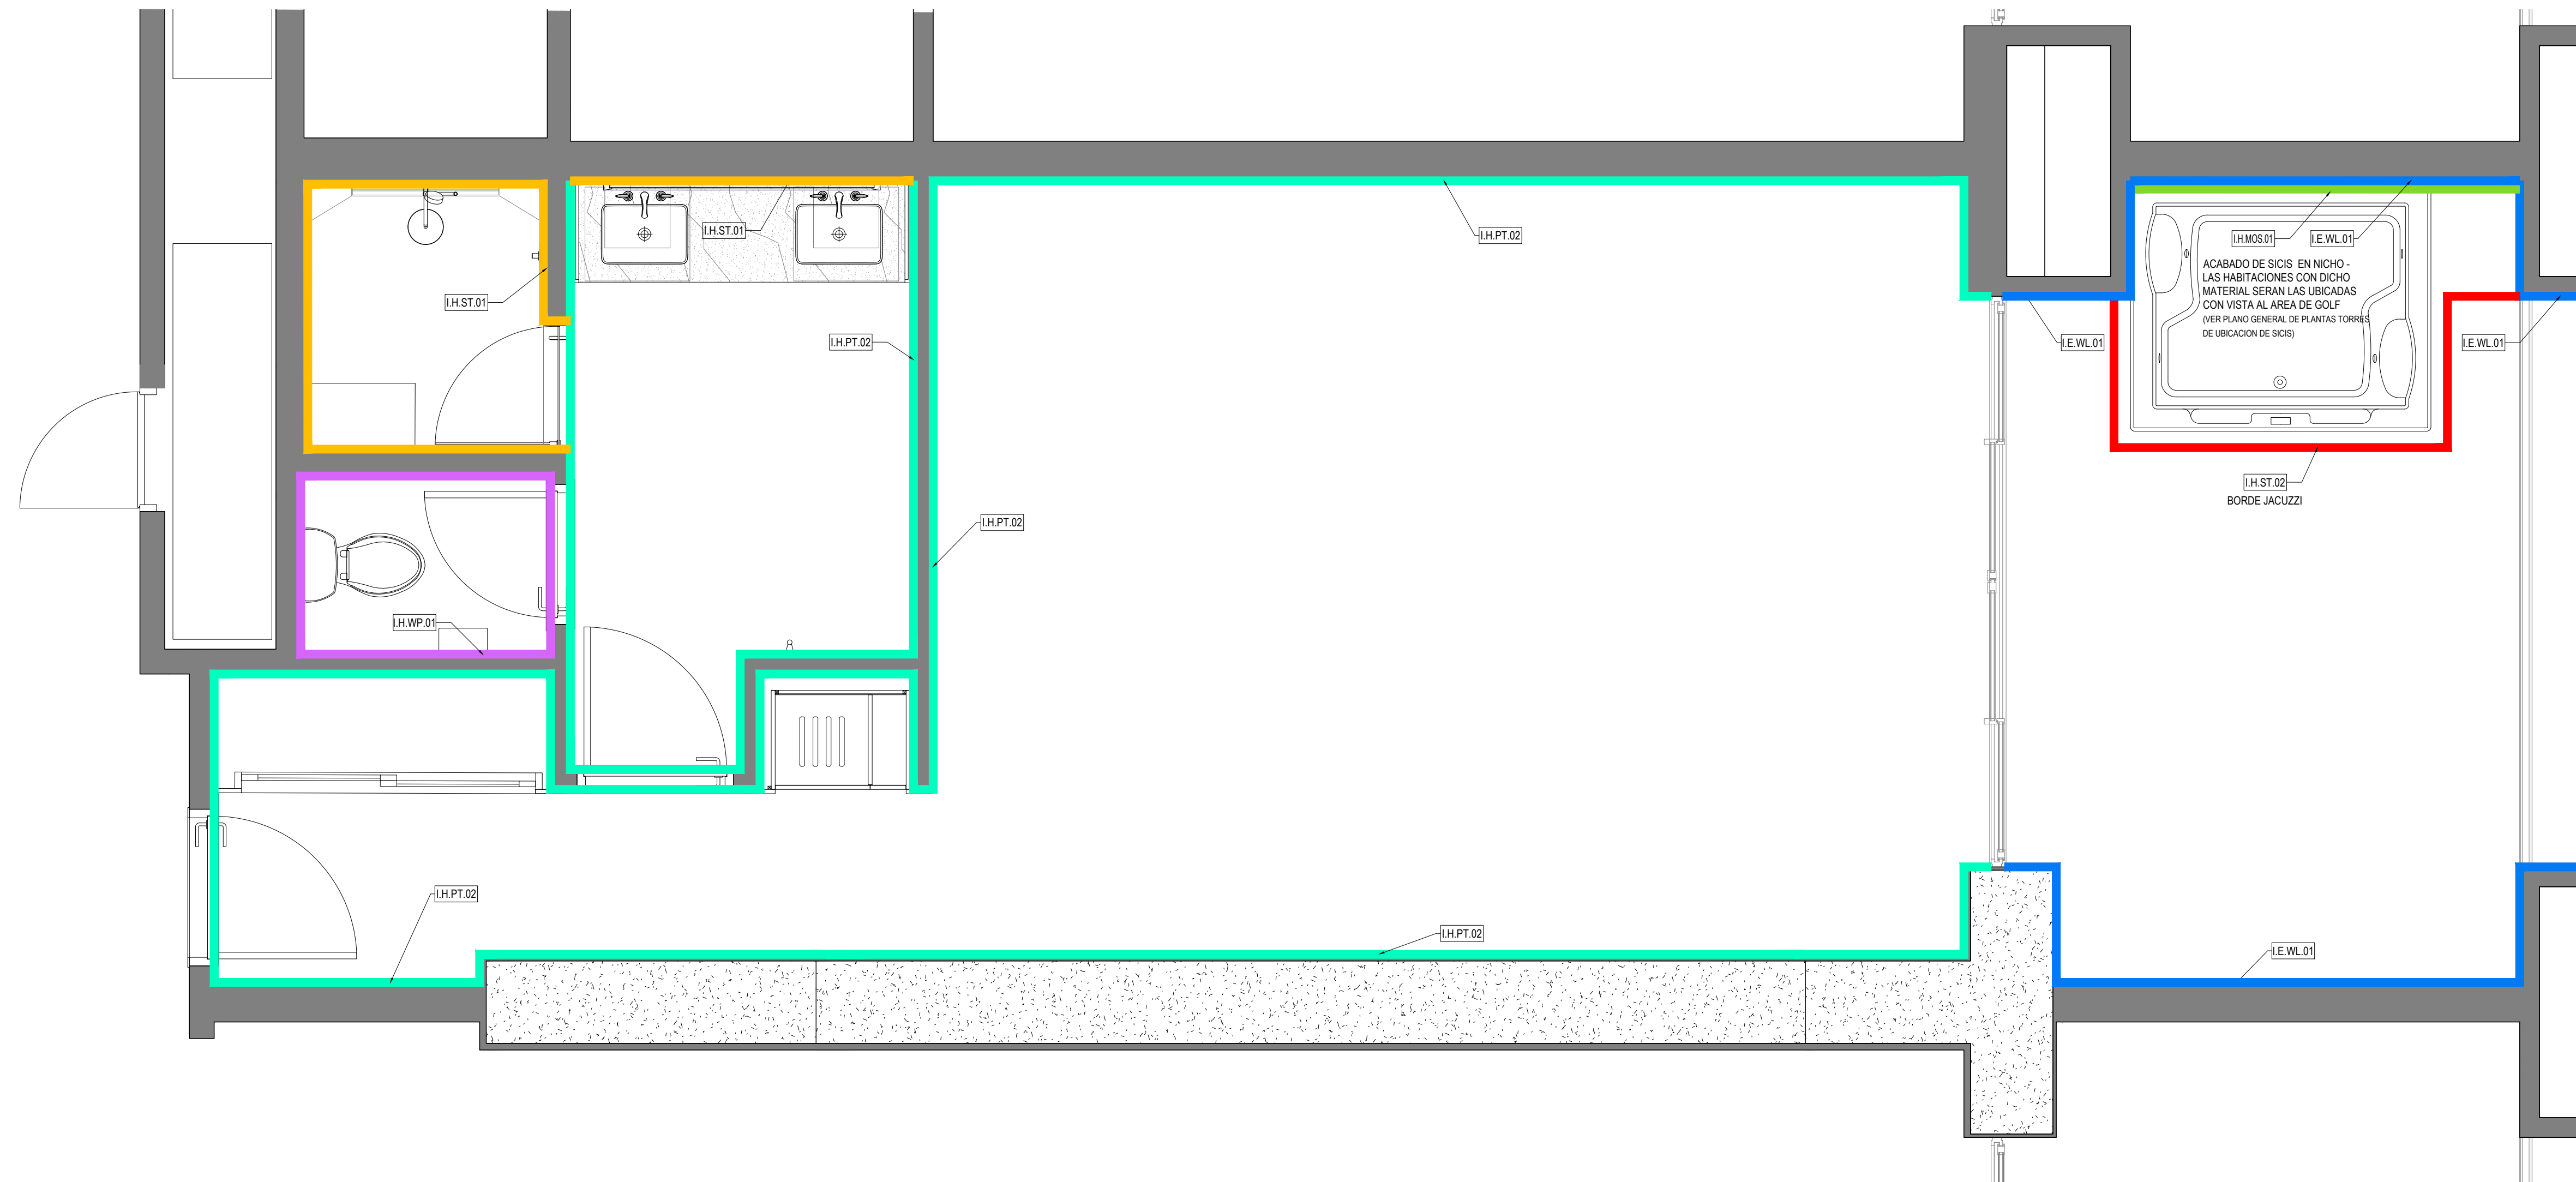 I.H.ST.01
I.H.PT.02
I.H.MOS.01
I.E.WL.01
ACABADO DE SICIS EN NICHO -
LAS HABITACIONES CON DICHO
MATERIAL SERAN LAS UBICADAS
CON VISTA AL AREA DE GOLF
(VER PLANO GENERAL DE PLANTAS TORRES
DE UBICACION DE SICIS)
I.H.ST.01
I.H.PT.02
I.E.WL.01
I.E.WL.01
I.H.ST.02
BORDE JACUZZI
I.H.PT.02
I.H.WP.01
I.H.PT.02
I.H.PT.02
I.E.WL.01